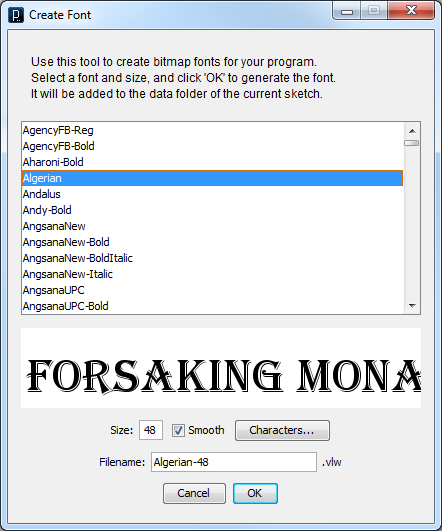 Create Font
Use this tool to create bitmap fonts for your program.
Select a font and size, and click 'OK' to generate the font.
It will be added to the data folder of the current sketch.
AgencyFB-Reg
AgencyFB-Bold
Aharoni-Bold
Algerian
Andalus
Andy-Bold
AngsanaNew
AngsanaNew-Bold
AngsanaNew-BoldItalic
AngsanaNew-Italic
AngsanaUPC
AngsanaUPC-Bold
FORSAKING MONA
Size: 48 Smooth Characters...
Filename: Algerian-48 .vlw
Cancel OK